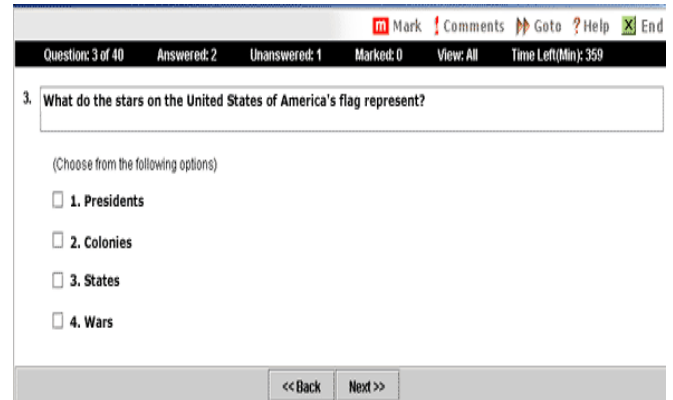 m Mark ! Comments Goto ? Help X End
Question: 3 of 40 Answered: 2 Unanswered: 1 Marked: 0 View: All Time Left(Min): 359
3. What do the stars on the United States of America's flag represent?
(Choose from the following options)
1. Presidents
2. Colonies
3. States
4. Wars
<< Back Next >>